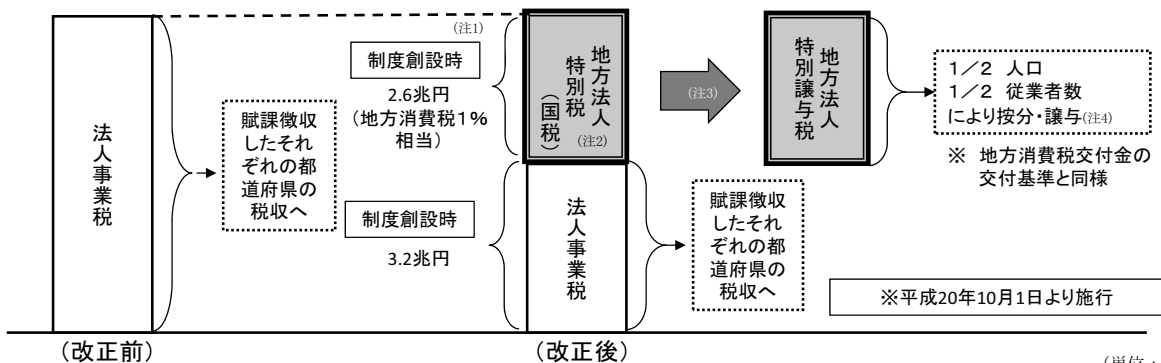 法人事業税
(改正前)
賦課徴収
したそれ
ぞれの都
道府県の
税収へ
(注1)
制度創設時
2.6兆円
(地方消費税1%
相当)
制度創設時
3.2兆円
地方法人
特別税
(国税)
(注2)
法人事業税
(改正後)
賦課徴収
したそれ
ぞれの都
道府県の
税収へ
(注3)
地方法人
特別譲与税
1/2 人口
1/2 従業者数
により按分・譲与(注4)
※ 地方消費税交付金の
交付基準と同様
※平成20年10月1日より施行
(単位・